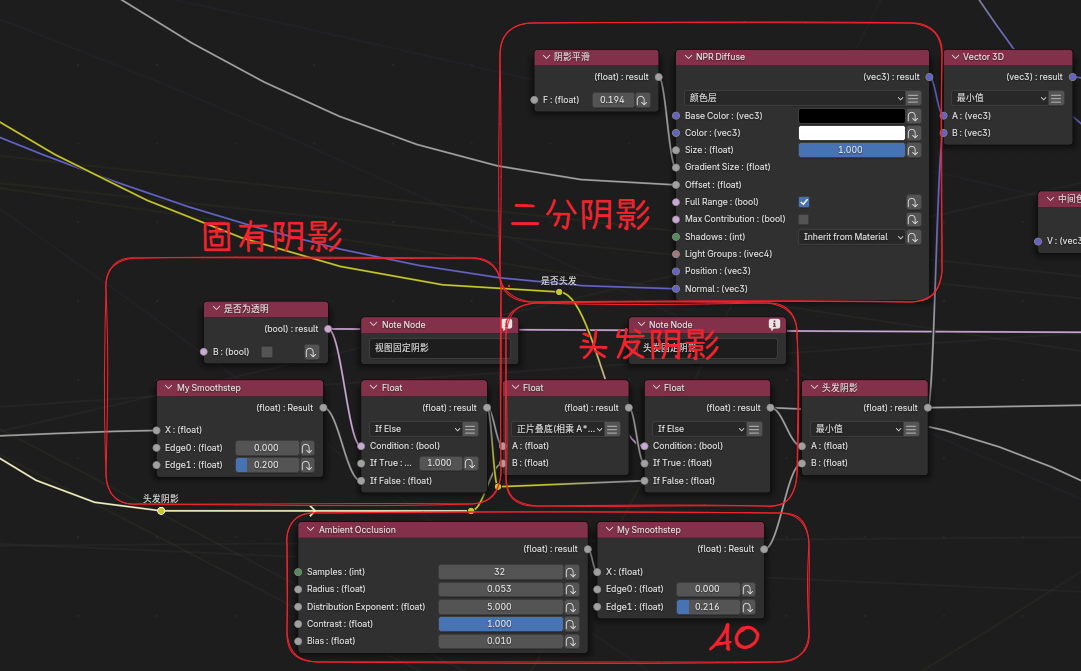 阴影平滑
(float) : result
F : (float)
0.194
NPR Diffuse
(vec3) : result
颜色层
Base Color : (vec3)
Color : (vec3)
Size : (float)
1.000
Gradient Size : (float)
Offset : (float)
Full Range : (bool)
Max Contribution : (bool)
Shadows : (int)
Inherit from Material
Light Groups : (ivec4)
Position : (vec3)
Normal : (vec3)
Vector 3D
(vec3) : result
最小值
A : (vec3)
B : (vec3)
中间色
V : (vec3
二分阴影
固有阴影
是否头发
是否为透明
(bool) : result
B : (bool)
Note Node
视图固定阴影
Note Node
头发固定阴影
头发阴影
My Smoothstep
(float) : Result
X : (float)
Edge0 : (float)
0.000
Edge1 : (float)
0.200
Float
(float) : result
If Else
Condition : (bool)
If True : ...
1.000
If False : (float)
Float
(float) : result
正片叠底(相乘 A*...
A : (float)
B : (float)
Float
(float) : result
If Else
Condition : (bool)
If True : (float)
If False : (float)
头发阴影
(float) : result
最小值
A : (float)
B : (float)
头发阴影
Ambient Occlusion
(float) : result
Samples : (int)
32
Radius : (float)
0.053
Distribution Exponent : (float)
5.000
Contrast : (float)
1.000
Bias : (float)
0.010
My Smoothstep
(float) : Result
X : (float)
Edge0 : (float)
0.000
Edge1 : (float)
0.216
AO